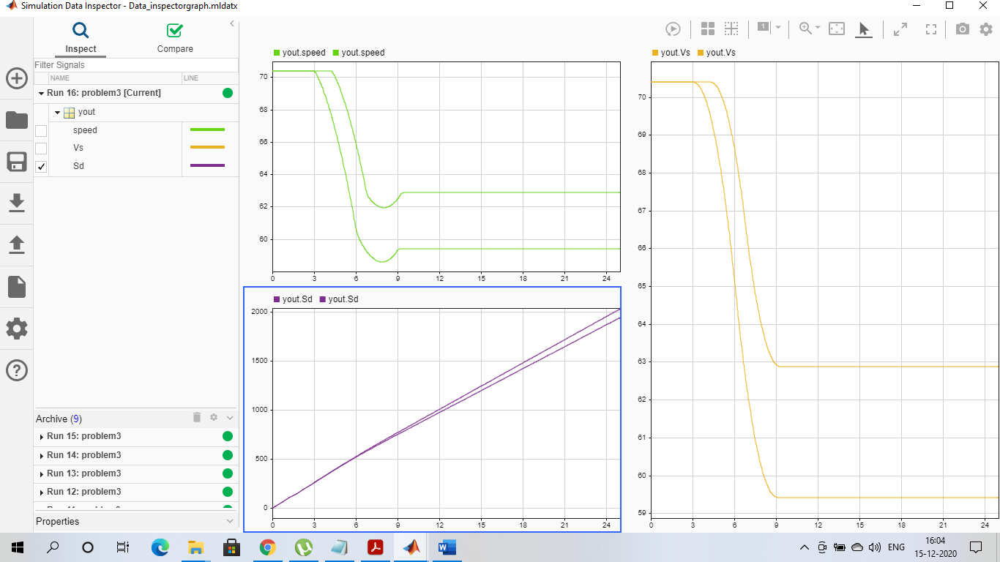 Simulation Data Inspector - Data_inspectorgraph.mldatx
Inspect
Compare
Filter Signals
NAME
LINE
Run 16: problem3 [Current]
yout
speed
Vs
Sd
Archive (9)
Run 15: problem3
Run 14: problem3
Run 13: problem3
Run 12: problem3
Properties
1
yout.speed yout.speed
70
68
66
64
62
60
0 3 6 9 12 15 18 21 24
yout.Sd yout.Sd
2000
1500
1000
500
0
0 3 6 9 12 15 18 21 24
yout.Vs yout.Vs
70
69
68
67
66
65
64
63
62
61
60
59
0 3 6 9 12 15 18 21 24
ENG
16:04
15-12-2020